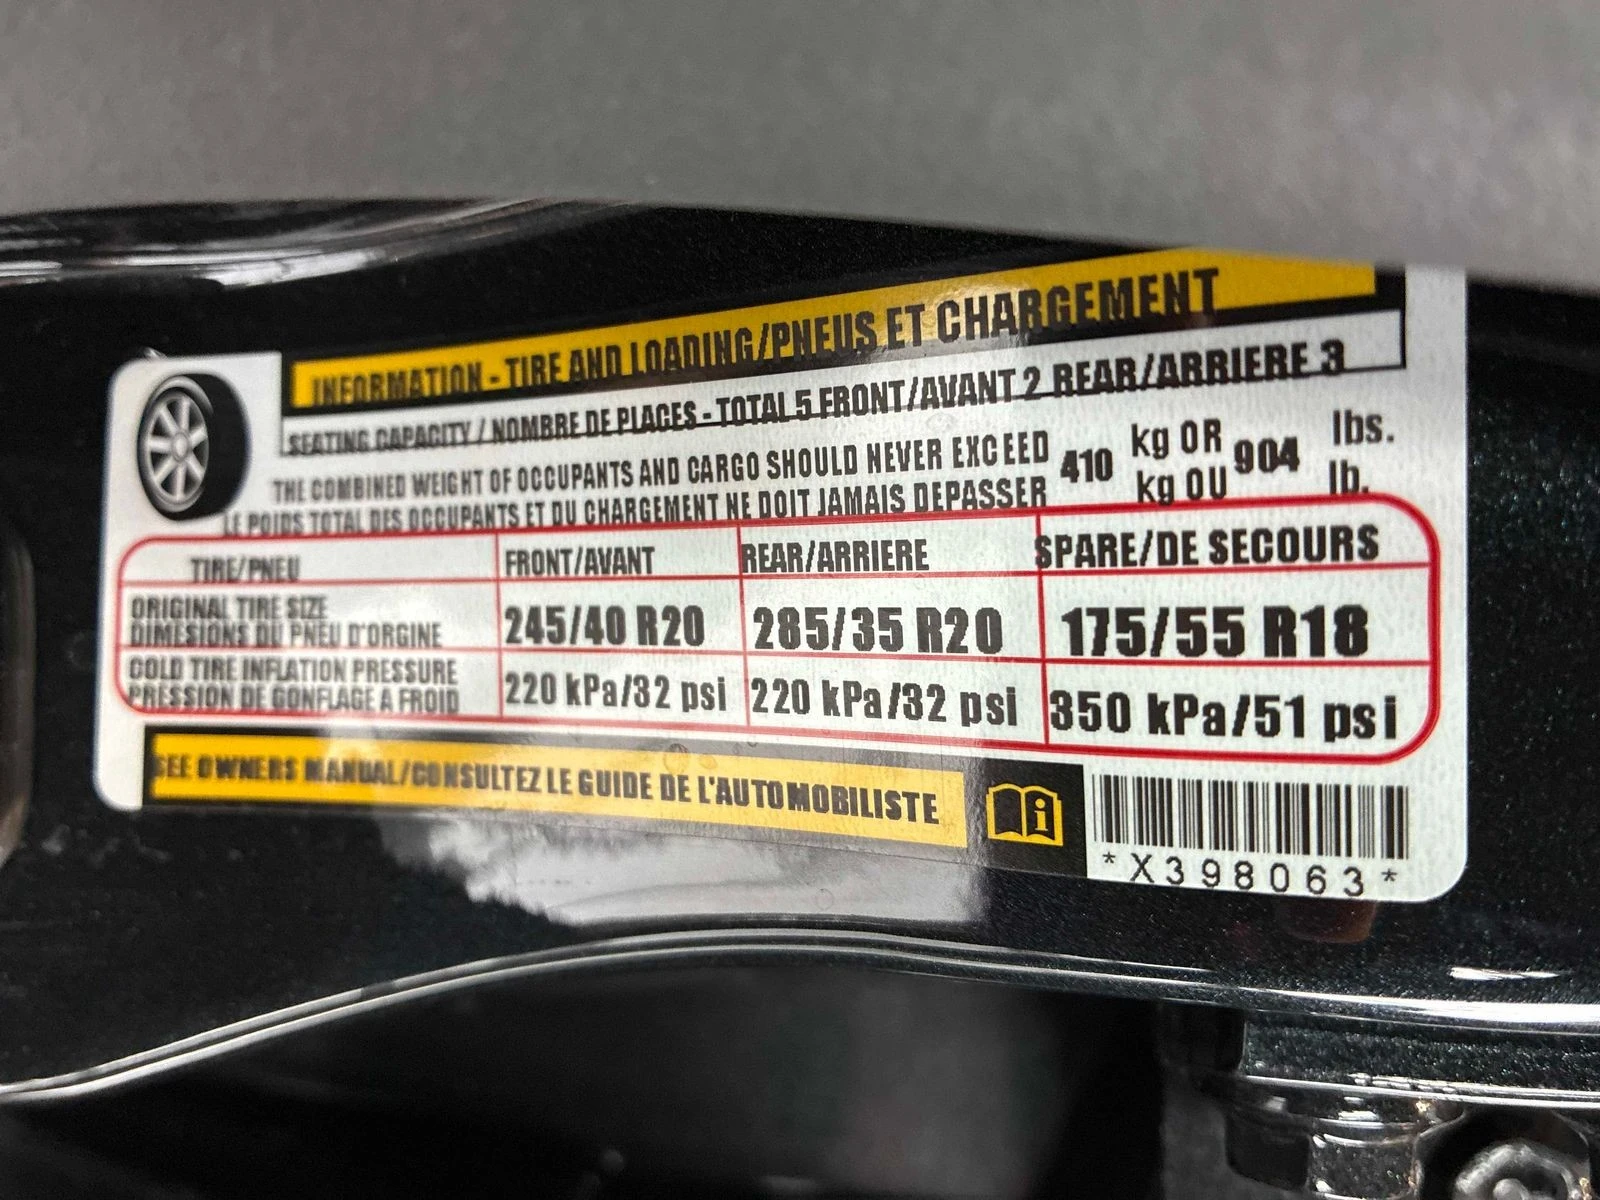 INFORMATION - TIRE AND LOADING/PNEUS ET CHARGEMENT
SEATING CAPACITY / NOMBRE DE PLACES - TOTAL 5 FRONT/AVANT 2 REAR/ARRIERE 3
THE COMBINED WEIGHT OF OCCUPANTS AND CARGO SHOULD NEVER EXCEED 410 kg OR 904 lbs.
LE POIDS TOTAL DES OCCUPANTS ET DU CHARGEMENT NE DOIT JAMAIS DEPASSER kg OU lb.
TIRE/PNEU FRONT/AVANT REAR/ARRIERE SPARE/DE SECOURS
ORIGINAL TIRE SIZE
DIMESIONS DU PNEU D'ORGINE 245/40 R20 285/35 R20 175/55 R18
COLD TIRE INFLATION PRESSURE
PRESSION DE GONFLAGE A FROID 220 kPa/32 psi 220 kPa/32 psi 350 kPa/51 psi
SEE OWNERS MANUAL/CONSULTEZ LE GUIDE DE L'AUTOMOBILISTE
*X398063*